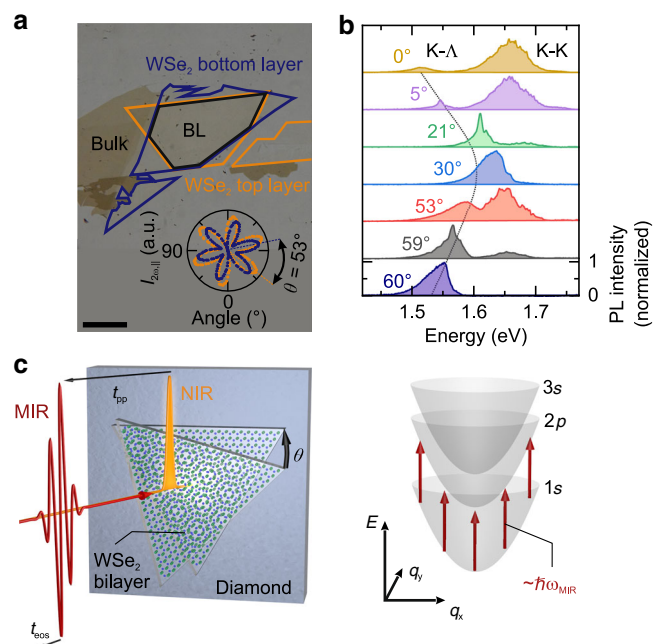 a
WSe₂ bottom layer
Bulk
BL
WSe₂ top layer
I₂ω,|| (a.u.)
90
0
Angle (°)
θ = 53°
b
K-Λ
K-K
0°
5°
21°
30°
53°
59°
60°
1
0
1.5
1.6
1.7
Energy (eV)
PL intensity
(normalized)
c
MIR
tpp
NIR
θ
WSe₂
bilayer
Diamond
teos
3s
2p
1s
E
qy
qx
~ħωMIR